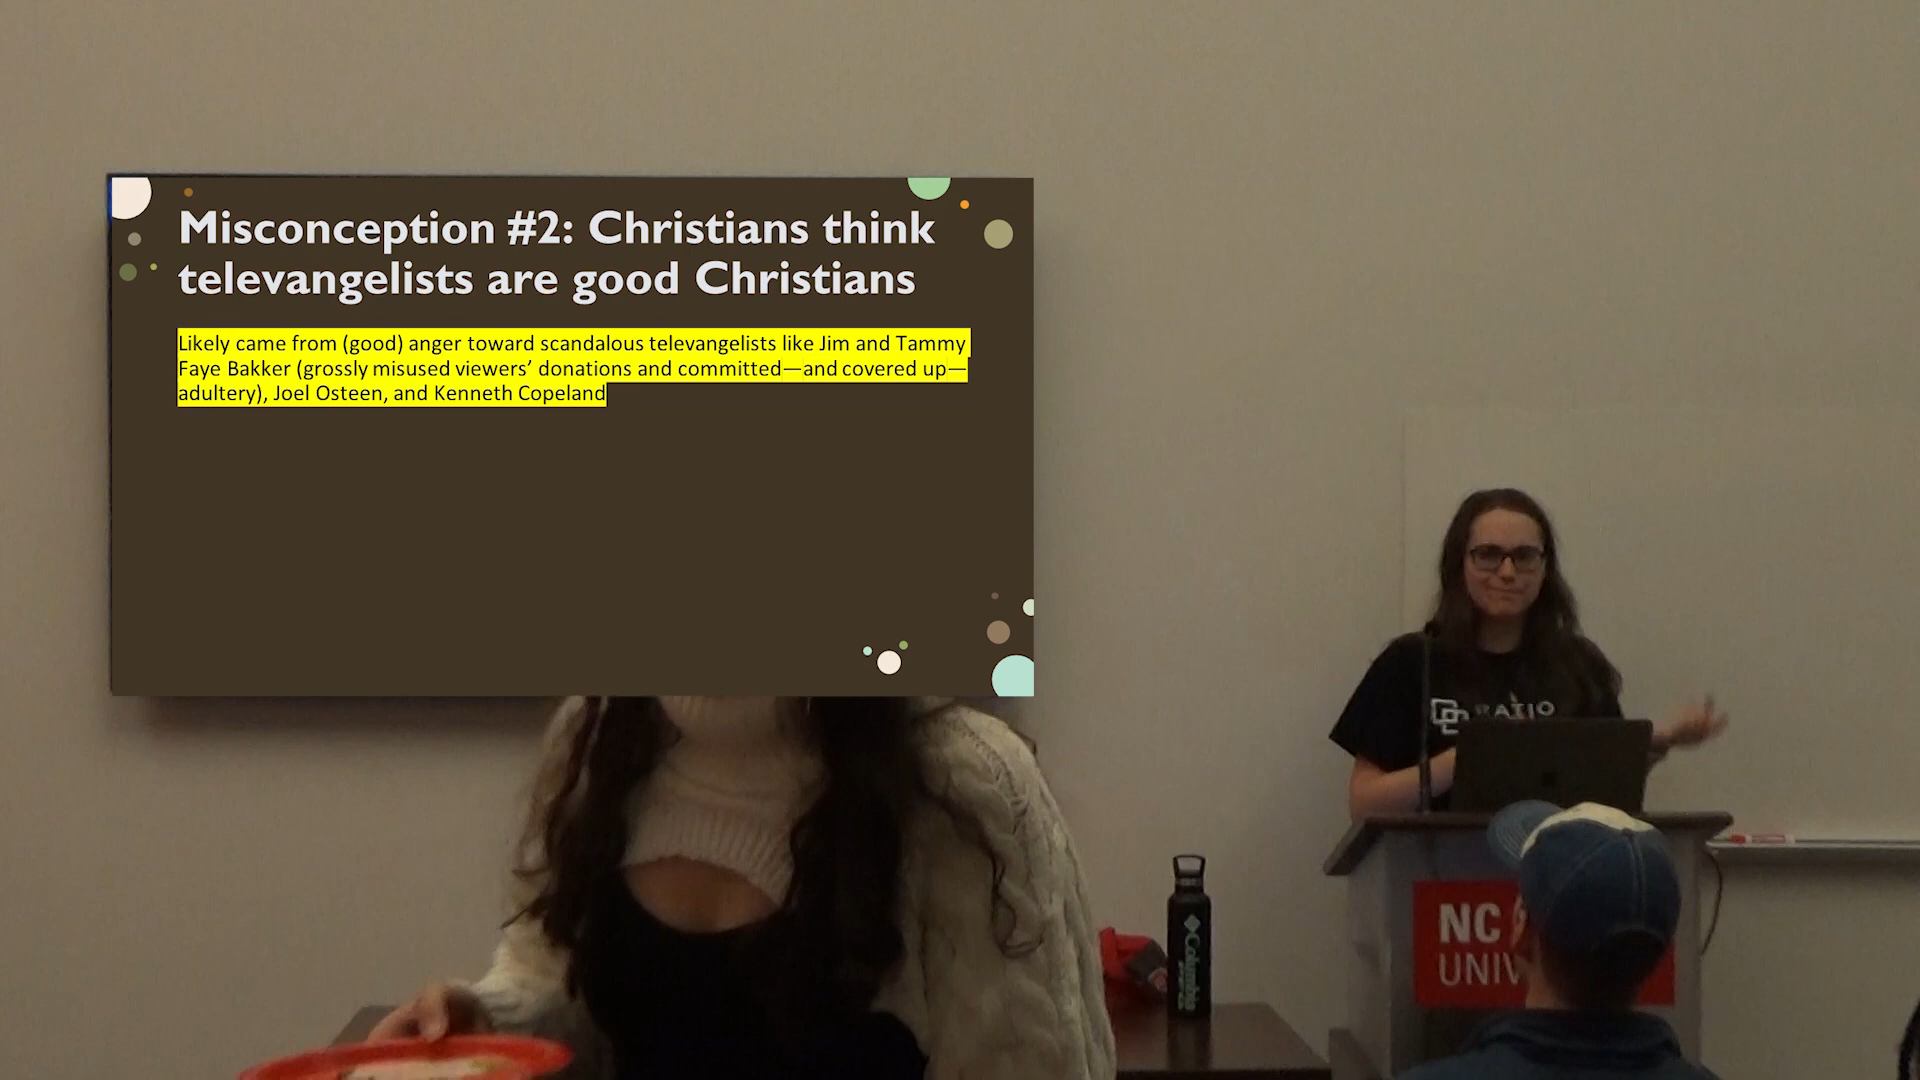 Misconception #2: Christians think
televangelists are good Christians
Likely came from (good) anger toward scandalous televangelists like Jim and Tammy
Faye Bakker (grossly misused viewers’ donations and committed—and covered up—
adultery), Joel Osteen, and Kenneth Copeland
RATIO
Columbia
NC
UNIV